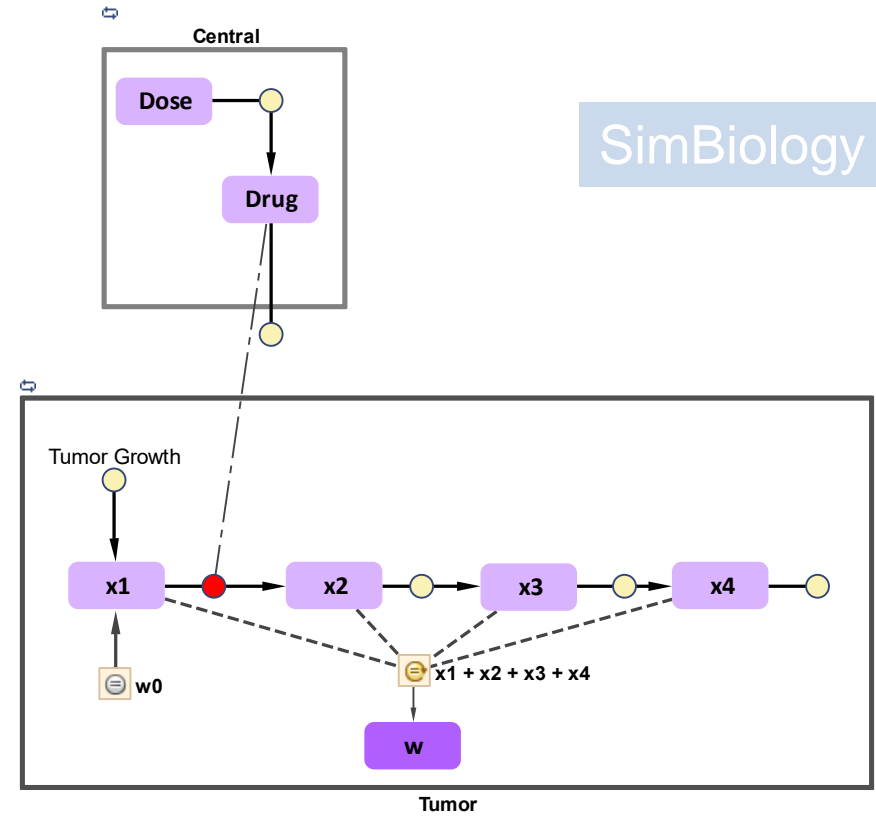 Central
Dose
SimBiology
Drug
Tumor Growth
x1
x2
x3
x4
w0
x1 + x2 + x3 + x4
w
Tumor